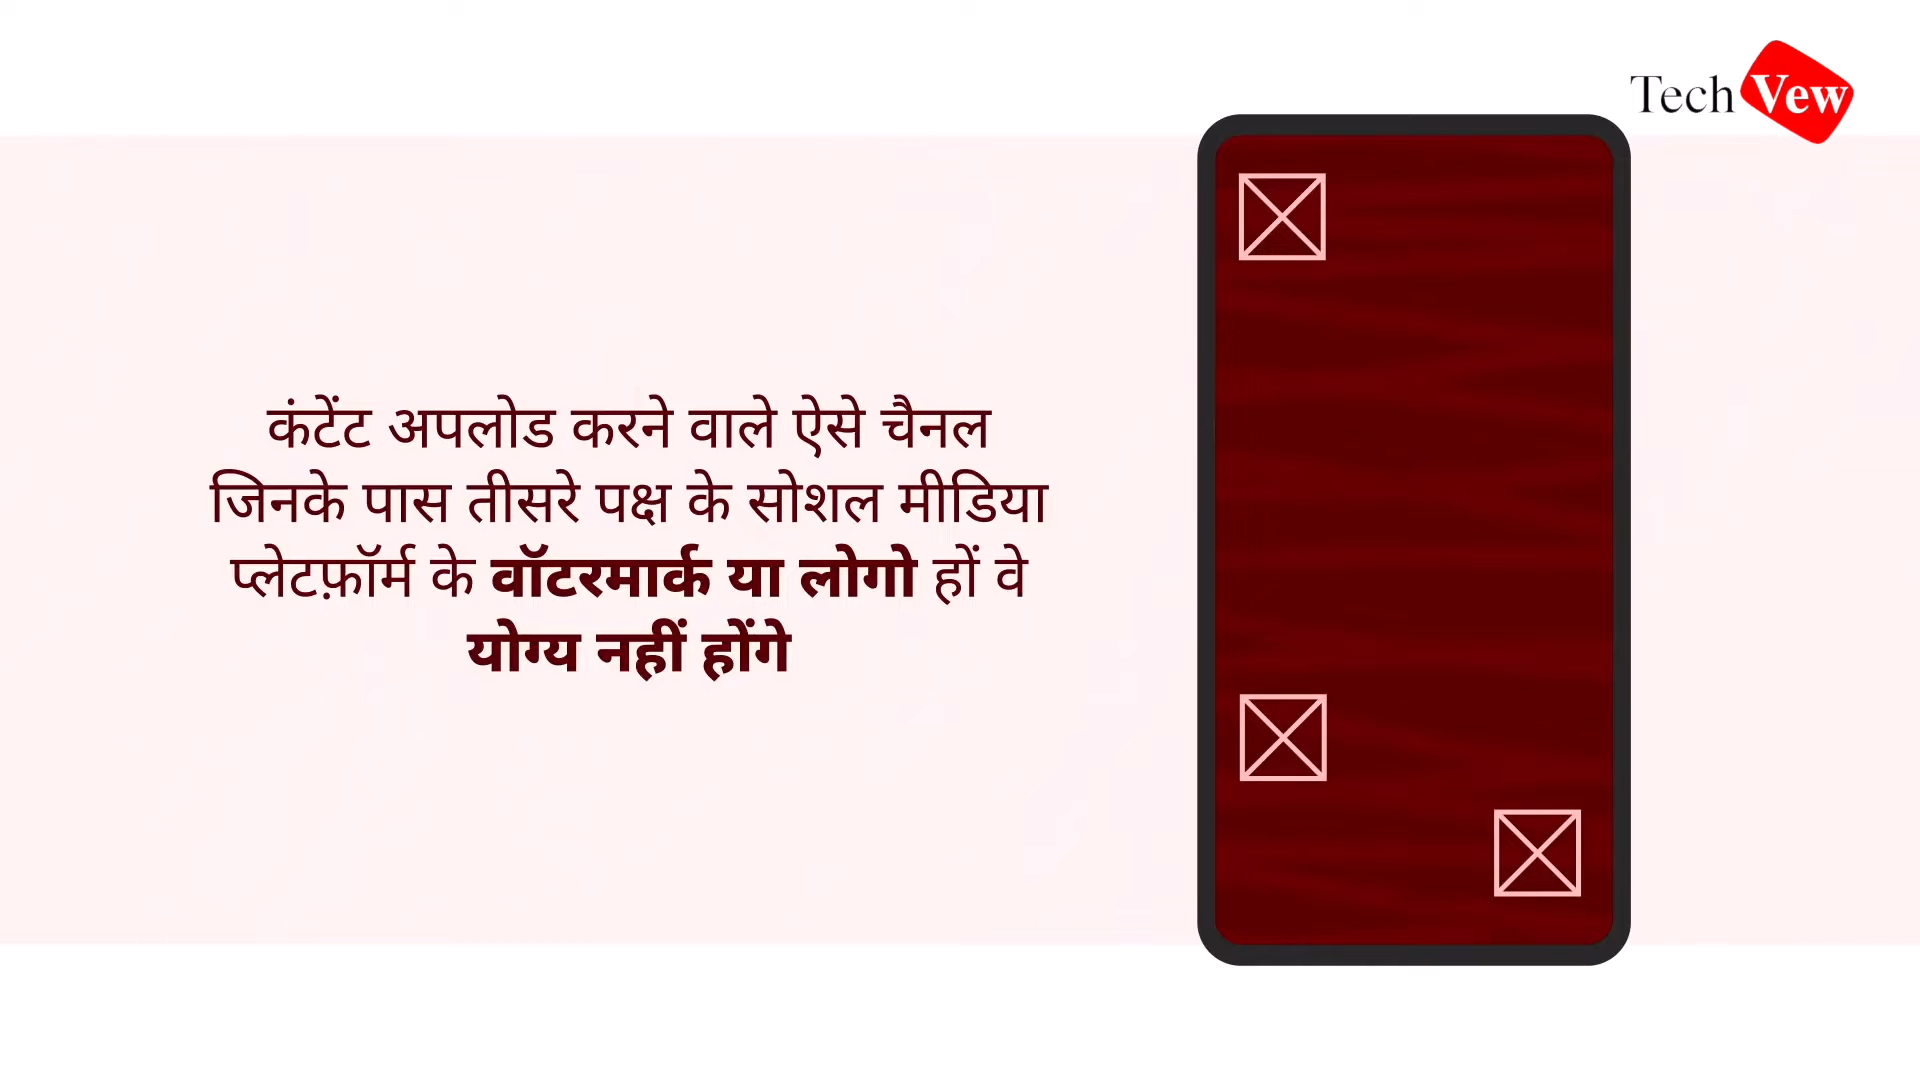 Tech Vew
कंटेंट अपलोड करने वाले ऐसे चैनल
जिनके पास तीसरे पक्ष के सोशल मीडिया
प्लेटफ़ॉर्म के वॉटरमार्क या लोगो हों वे
योग्य नहीं होंगे